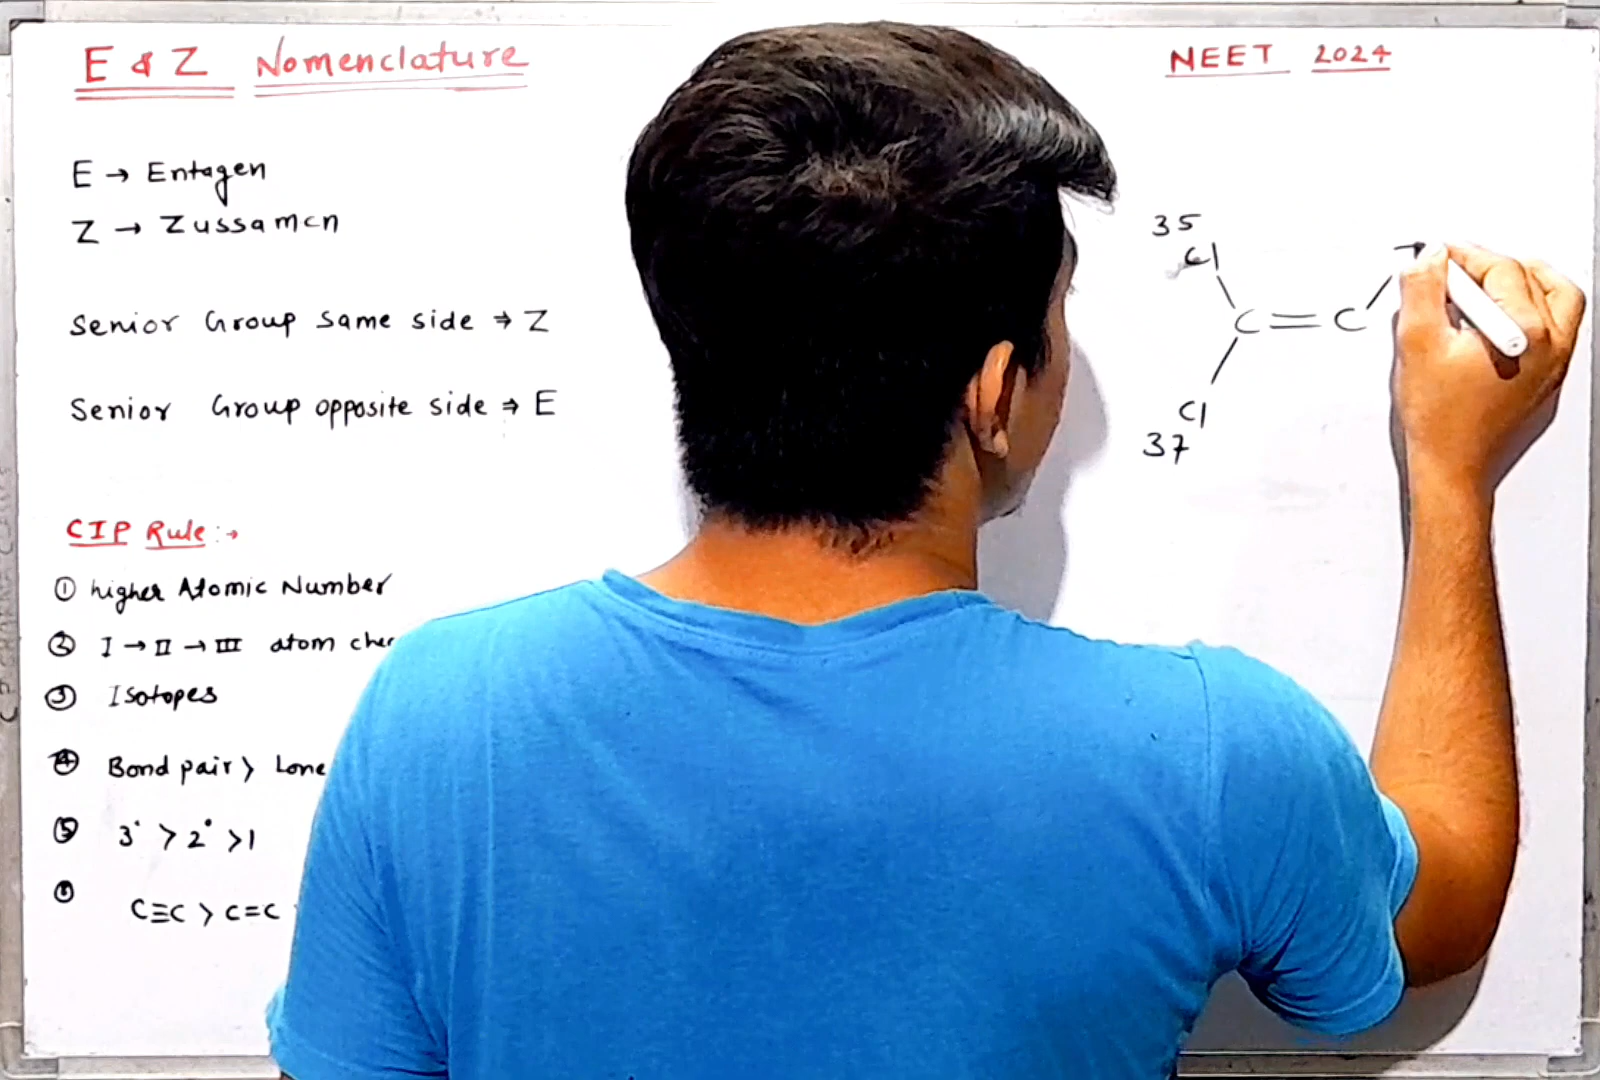 E & Z Nomenclature
NEET 2024
E → Entagen
Z → Zussamen
Senior Group same side ⇒ Z
Senior Group opposite side ⇒ E
CIP Rule :→
① higher Atomic Number
② I → II → III atom
③ Isotopes
④ Bond pair > Lone
⑤ 3° > 2° > 1
⑥ C≡C > C=C
35
Cl
C = C
Cl
37